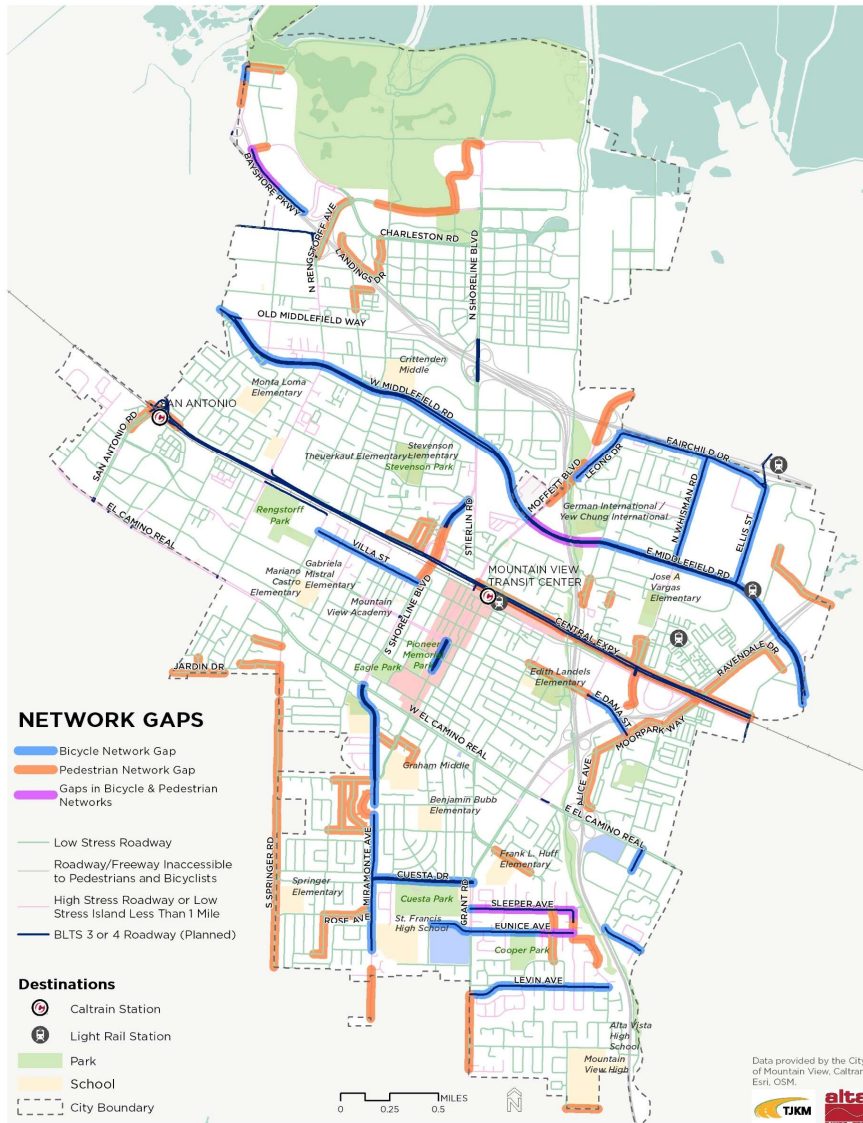 BAYSHORE PKWY
N RENGSTORFF AVE
CHARLESTON RD
LANDINGS DR
N SHORELINE BLVD
OLD MIDDLEFIELD WAY
Crittenden
Middle
W MIDDLEFIELD RD
Monta Loma
Elementary
SAN ANTONIO
SAN ANTONIO RD
Stevenson
Elementary
Theuerkauf Elementary
Stevenson Park
MOFFETT BLVD
LEONG DR
FAIRCHILD DR
N WHISMAN RD
ELLIS ST
German International /
Yew Chung International
EL CAMINO REAL
Rengstorff
Park
STIERLIN RD
E MIDDLEFIELD RD
VILLA ST
Gabriela
Mistral
Elementary
Mariano
Castro
Elementary
MOUNTAIN VIEW
TRANSIT CENTER
Jose A
Vargas
Elementary
Mountain
View Academy
S SHORELINE BLVD
CENTRAL EXPY
Pioneer
Memorial
Park
Eagle Park
JARDIN DR
Edith Landels
Elementary
RAVENDALE DR
E DANA ST
MOORPARK WAY
W EL CAMINO REAL
NETWORK GAPS
Bicycle Network Gap
Pedestrian Network Gap
Gaps in Bicycle & Pedestrian
Networks
Low Stress Roadway
Roadway/Freeway Inaccessible
to Pedestrians and Bicyclists
High Stress Roadway or Low
Stress Island Less Than 1 Mile
BLTS 3 or 4 Roadway (Planned)
Graham Middle
ALICE AVE
Benjamin Bubb
Elementary
E EL CAMINO REAL
S SPRINGER RD
MIRAMONTE AVE
Frank L. Huff
Elementary
CUESTA DR
Springer
Elementary
Cuesta Park
GRANT RD
SLEEPER AVE
ROSE AVE
St. Francis
High School
EUNICE AVE
Cooper Park
LEVIN AVE
Alta Vista
High
School
Mountain
View High
Destinations
Caltrain Station
Light Rail Station
Park
School
City Boundary
0 0.25 0.5 MILES
N
Data provided by the City
of Mountain View, Caltran
Esri, OSM.
TJKM
alta